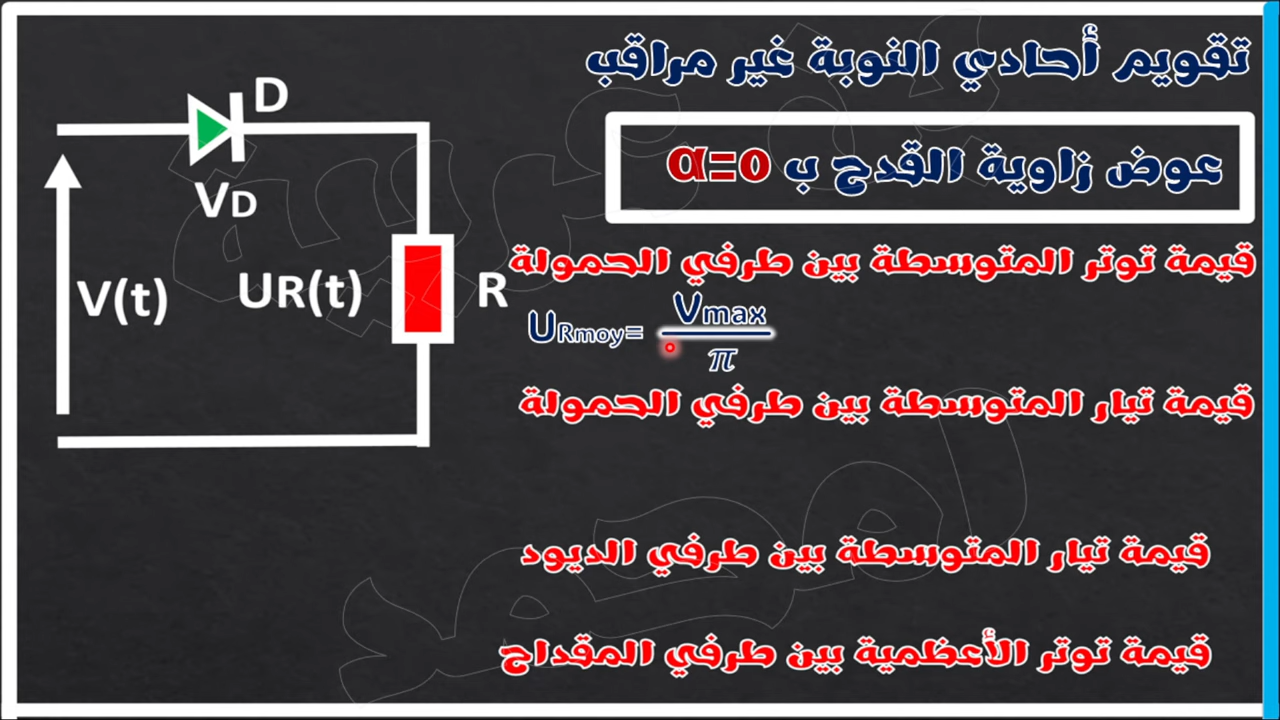 تقويم أحادي النوبة غير مراقب
عوض زاوية القدح ب α=0
قيمة توتر المتوسطة بين طرفي الحمولة
URmoy= Vmax
π
قيمة تيار المتوسطة بين طرفي الحمولة
قيمة تيار المتوسطة بين طرفي الديود
قيمة توتر الأعظمية بين طرفي المقداح
D
VD
V(t)
UR(t)
R